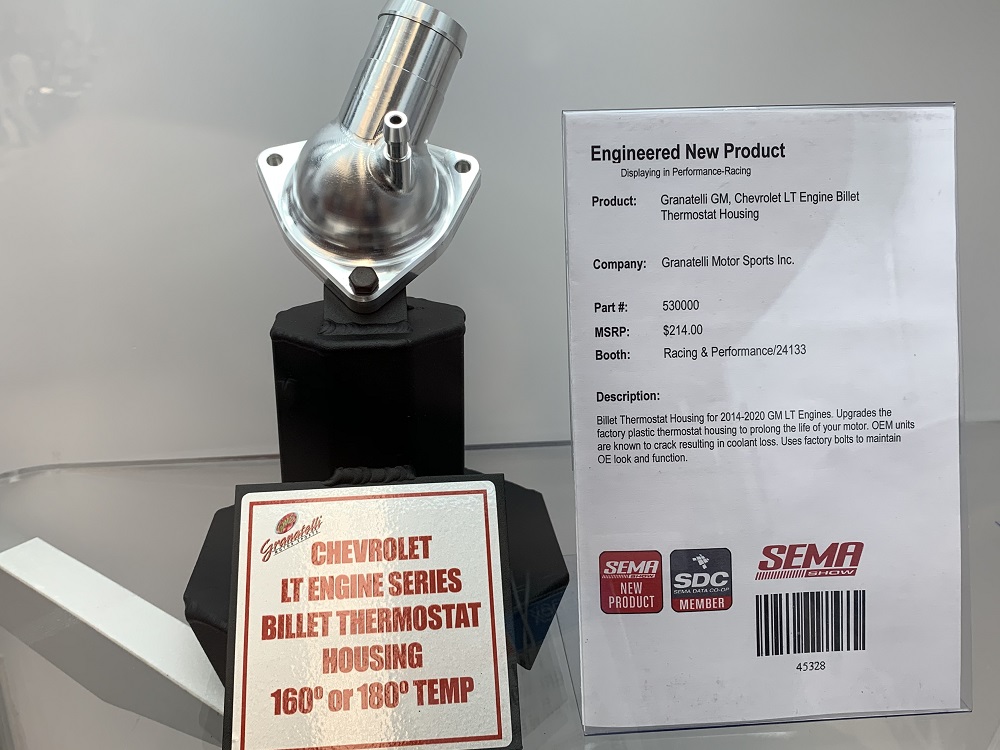 Granatelli
CHEVROLET
LT ENGINE SERIES
BILLET THERMOSTAT
HOUSING
160º or 180º TEMP
Engineered New Product
Displaying in Performance-Racing
Product: Granatelli GM, Chevrolet LT Engine Billet
Thermostat Housing
Company: Granatelli Motor Sports Inc.
Part #: 530000
MSRP: $214.00
Booth: Racing & Performance/24133
Description:
Billet Thermostat Housing for 2014-2020 GM LT Engines. Upgrades the
factory plastic thermostat housing to prolong the life of your motor. OEM units
are known to crack resulting in coolant loss. Uses factory bolts to maintain
OE look and function.
SEMA
SHOW
NEW
PRODUCT
SDC
SEMA DATA CO-OP
MEMBER
SEMA
SHOW
45328